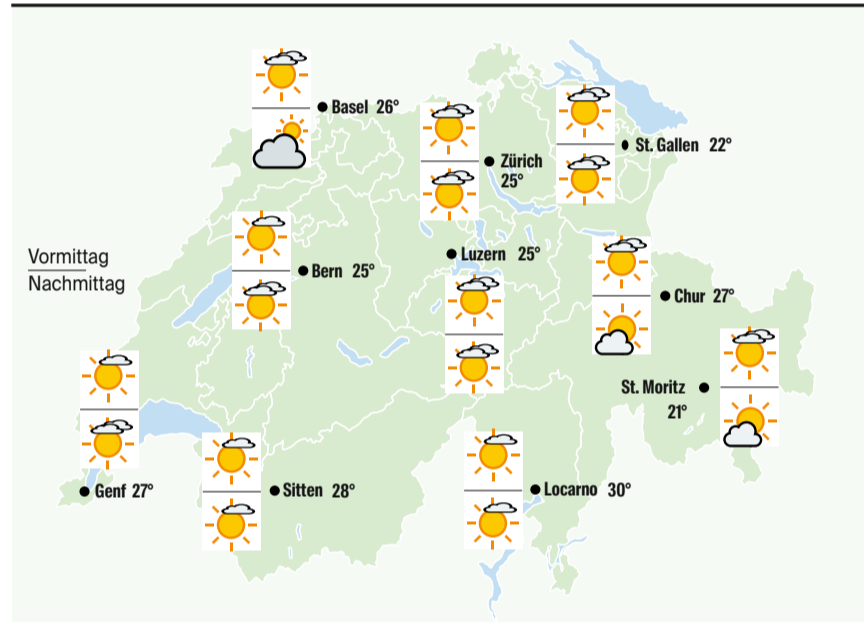 Basel 26°
St. Gallen 22°
Zürich
25°
Vormittag
Nachmittag
Bern 25°
Luzern 25°
Chur 27°
St. Moritz
21°
Genf 27°
Sitten 28°
Locarno 30°